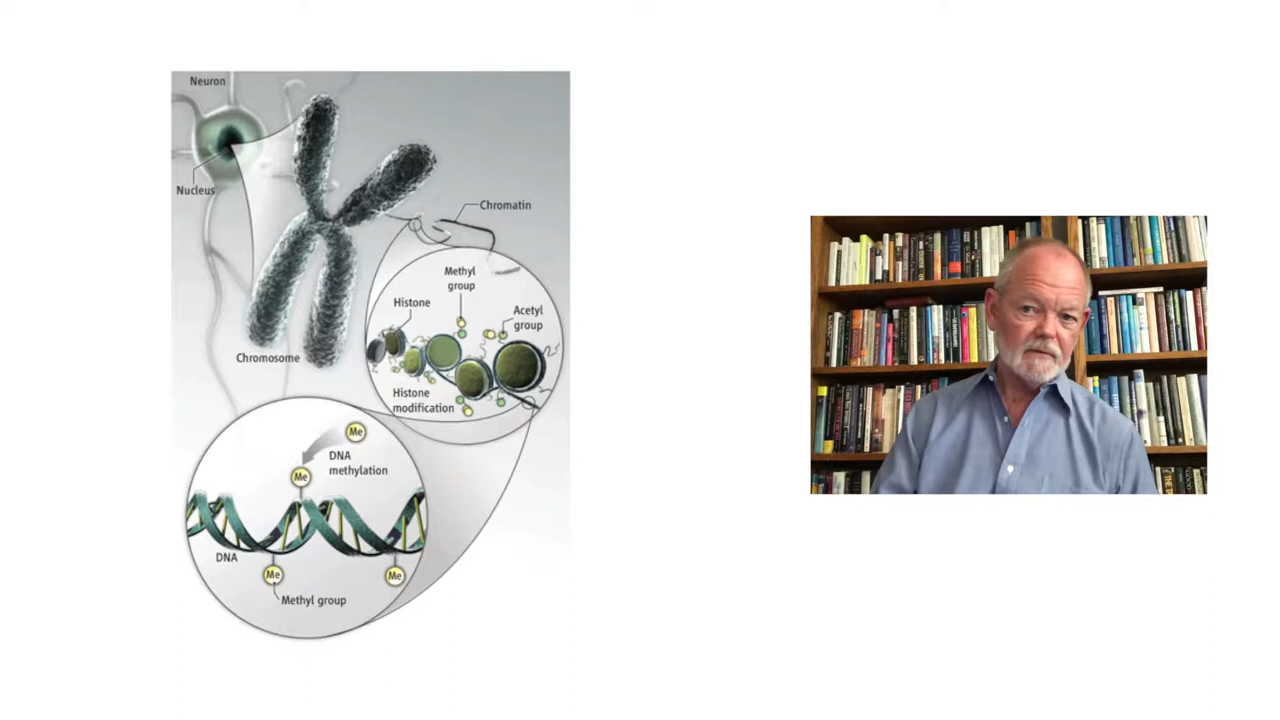 Neuron
Nucleus
Chromatin
Methyl
group
Histone
Acetyl
group
Chromosome
Histone
modification
Me
DNA
methylation
Me
DNA
Me
Me
Methyl group